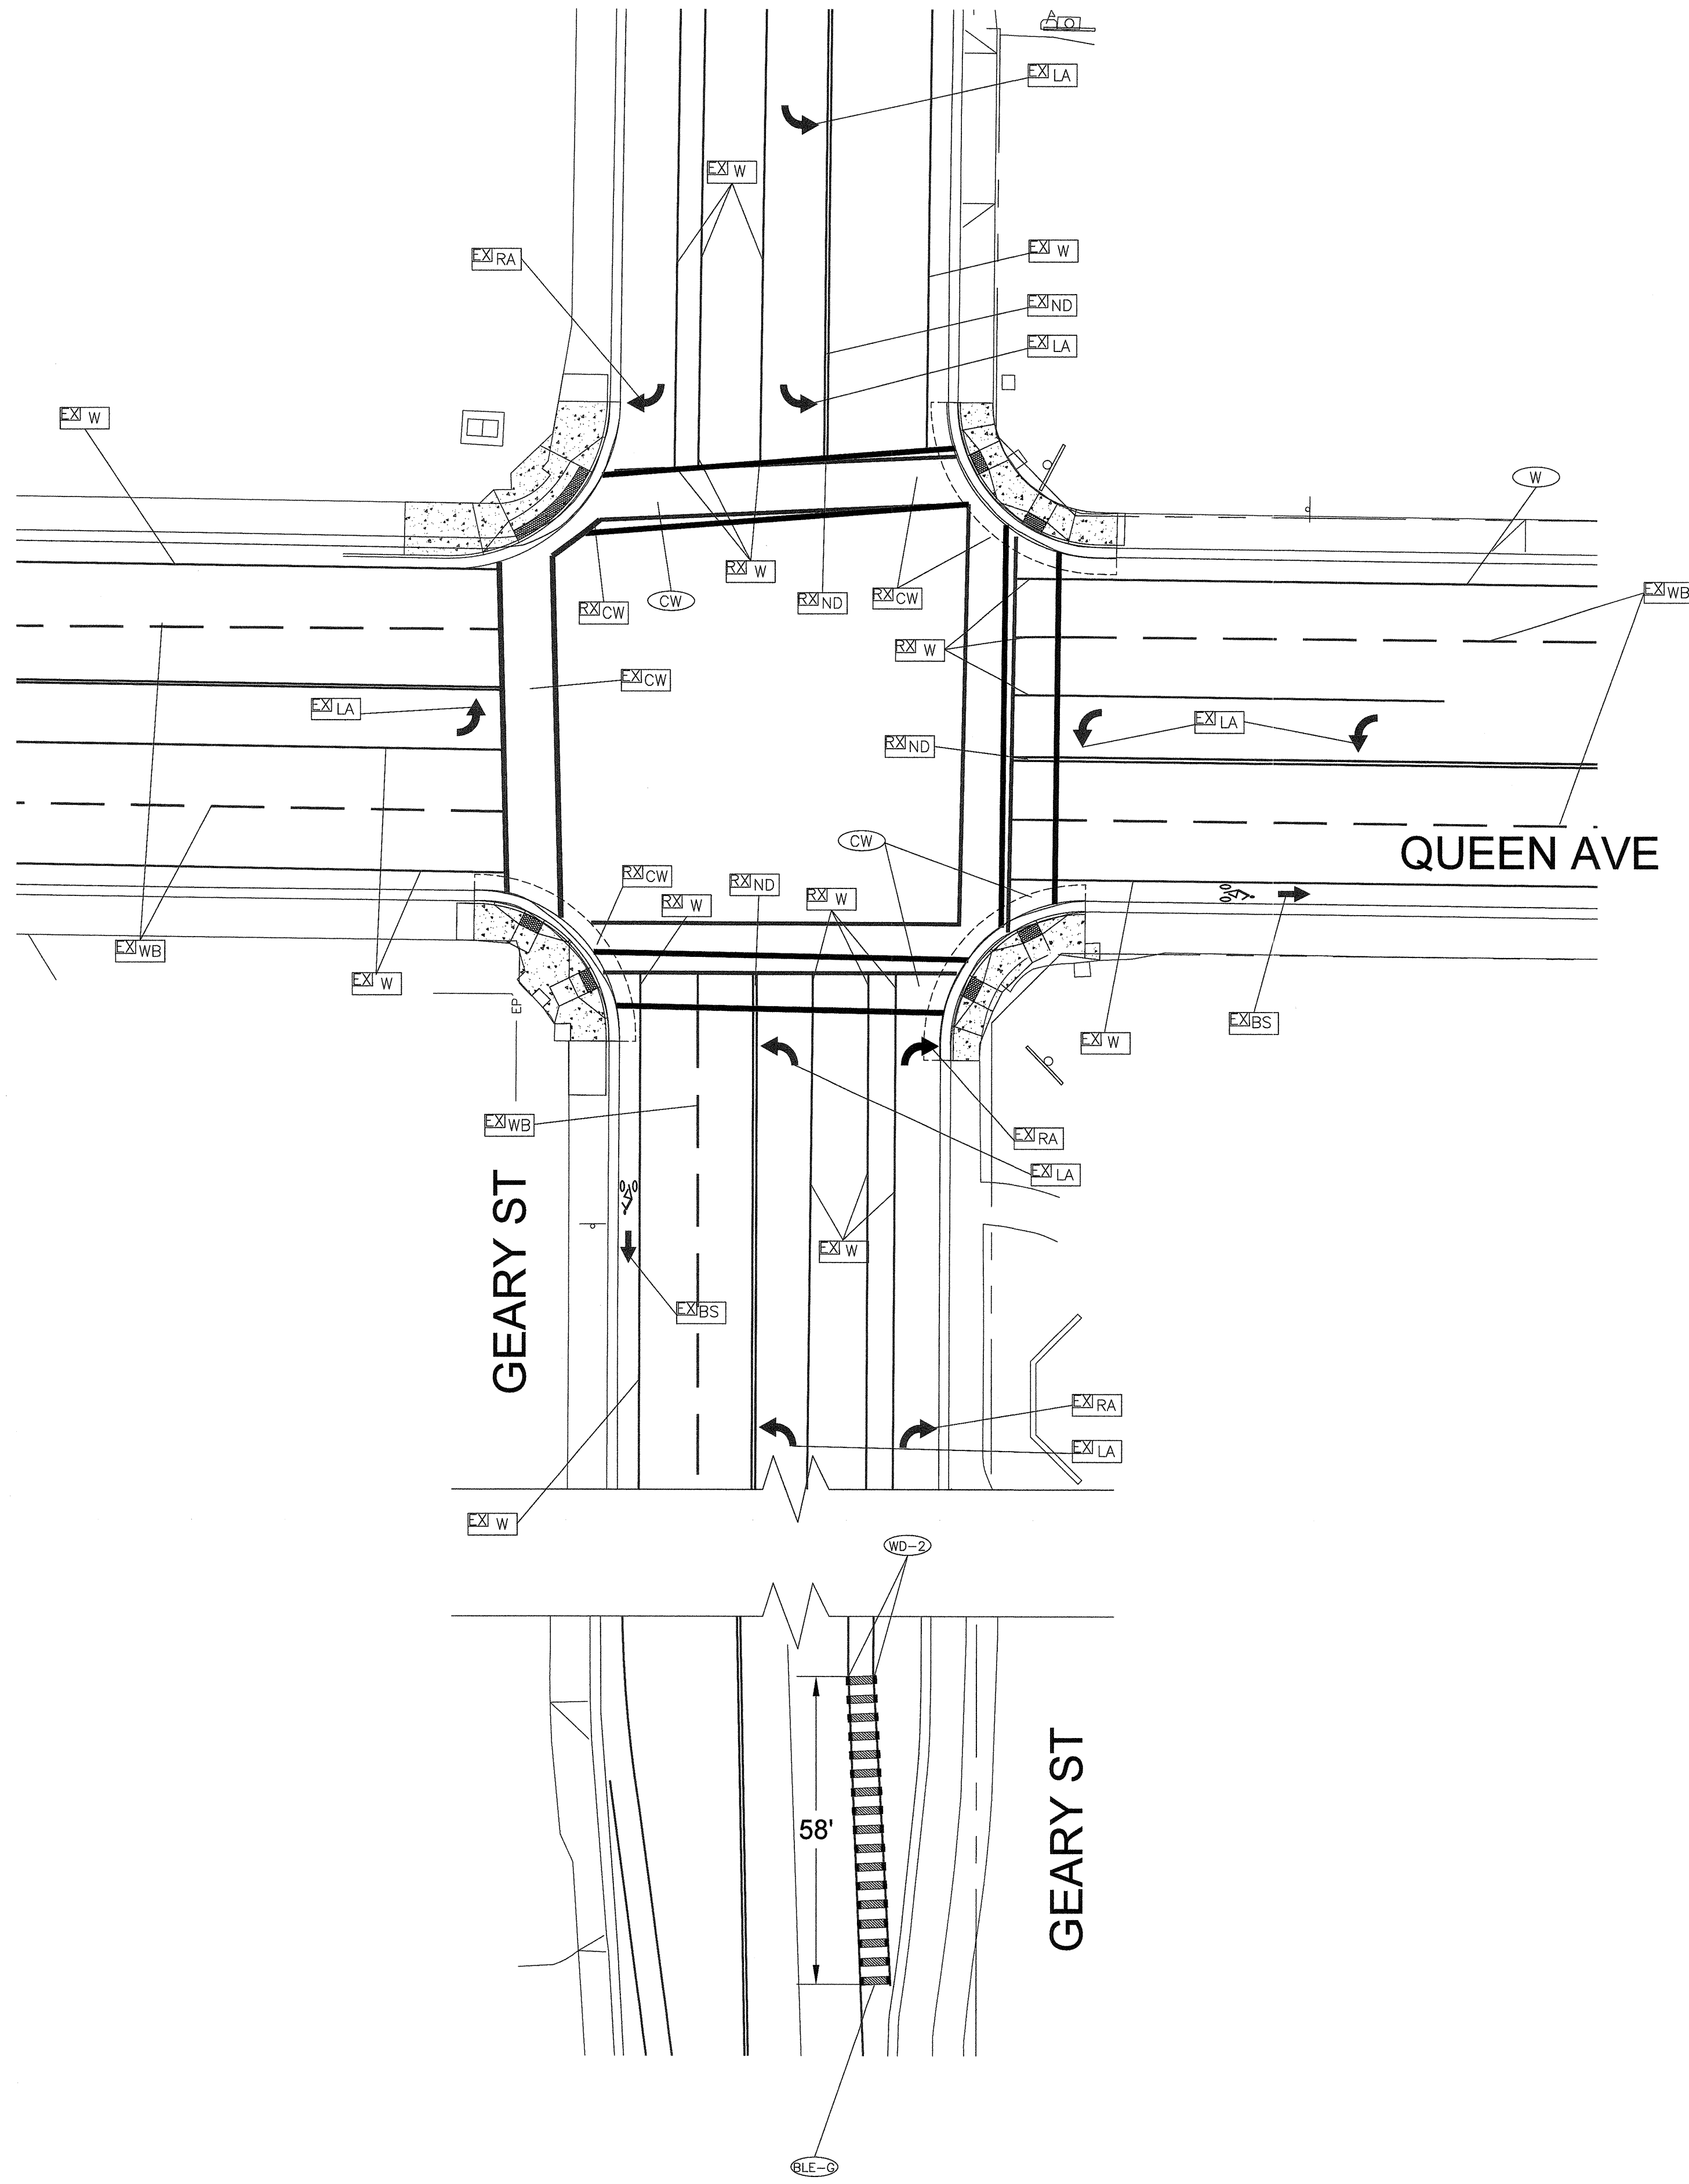 EX LA
EX W
EX RA
EX W
EX ND
EX LA
EX W
W
RX W
EX WB
RX CW
CW
RX ND
RX CW
RX W
EX CW
EX LA
EX LA
RX ND
CW
QUEEN AVE
RX CW
RX ND
RX W
RX W
EX WB
EX W
EP
EX BS
EX W
EX WB
EX RA
EX LA
GEARY ST
EX W
EX BS
EX RA
EX LA
EX W
WD-2
58'
GEARY ST
BLE-G